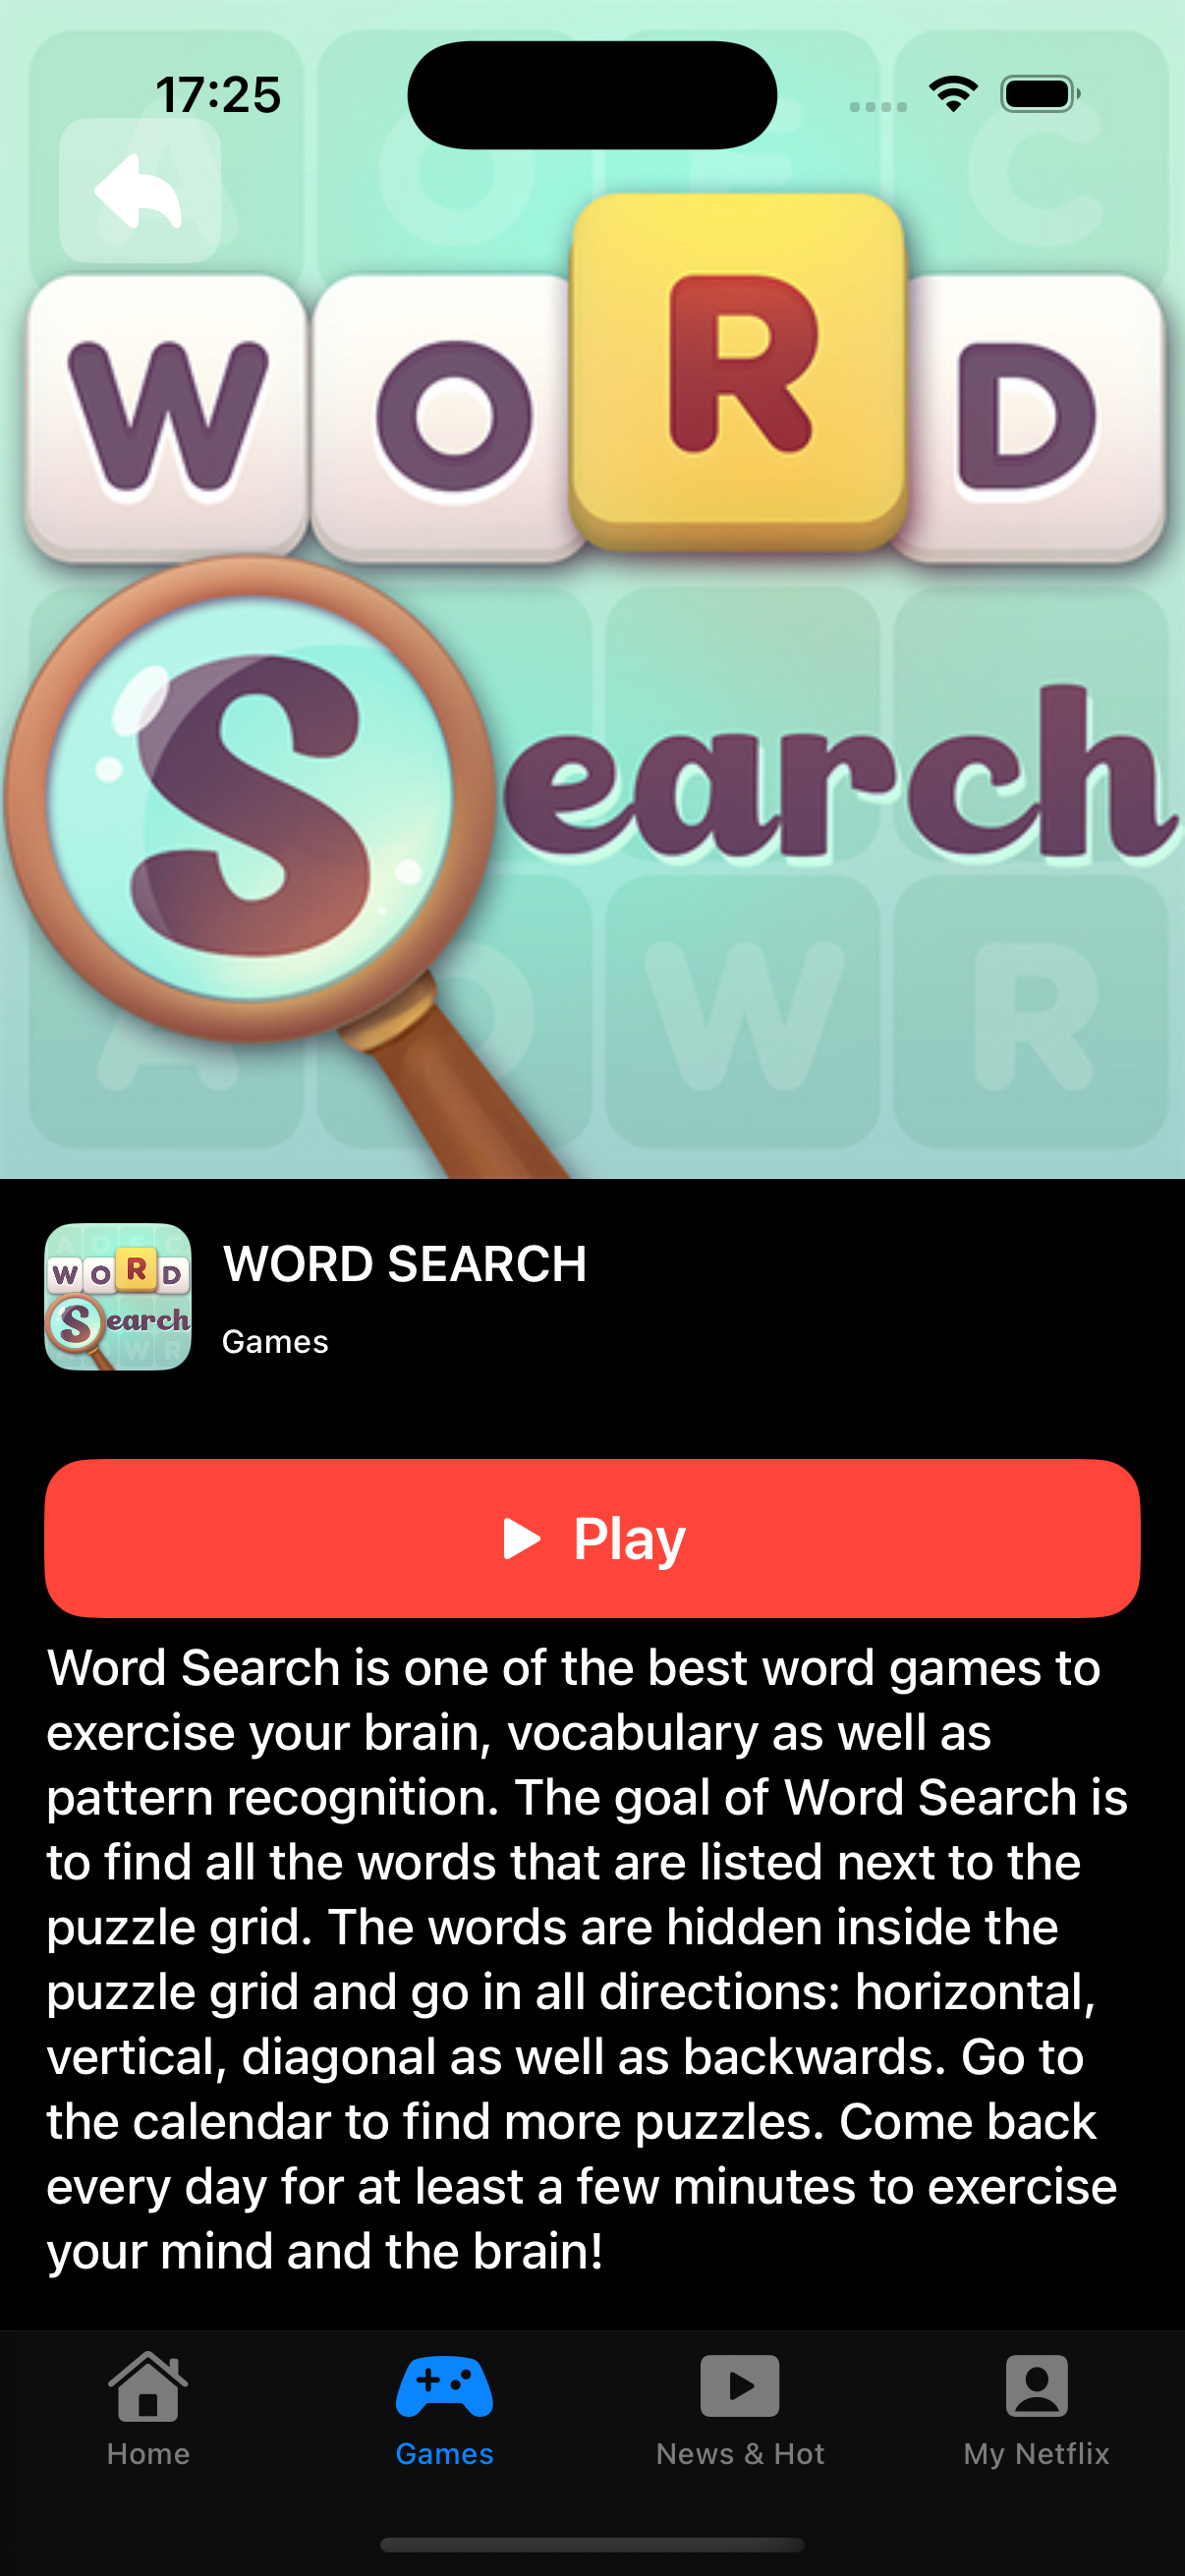 17:25
A O E C
W O R D
Search
A O W R
WORD SEARCH
Games
Play
Word Search is one of the best word games to
exercise your brain, vocabulary as well as
pattern recognition. The goal of Word Search is
to find all the words that are listed next to the
puzzle grid. The words are hidden inside the
puzzle grid and go in all directions: horizontal,
vertical, diagonal as well as backwards. Go to
the calendar to find more puzzles. Come back
every day for at least a few minutes to exercise
your mind and the brain!
Home
Games
News & Hot
My Netflix